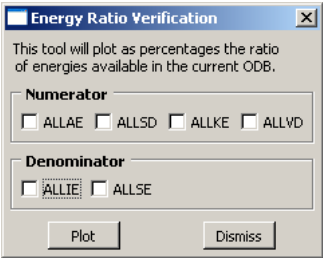 Energy Ratio Verification
This tool will plot as percentages the ratio
of energies available in the current ODB.
Numerator
ALLAE ALLSD ALLKE ALLVD
Denominator
ALLIE ALLSE
Plot Dismiss